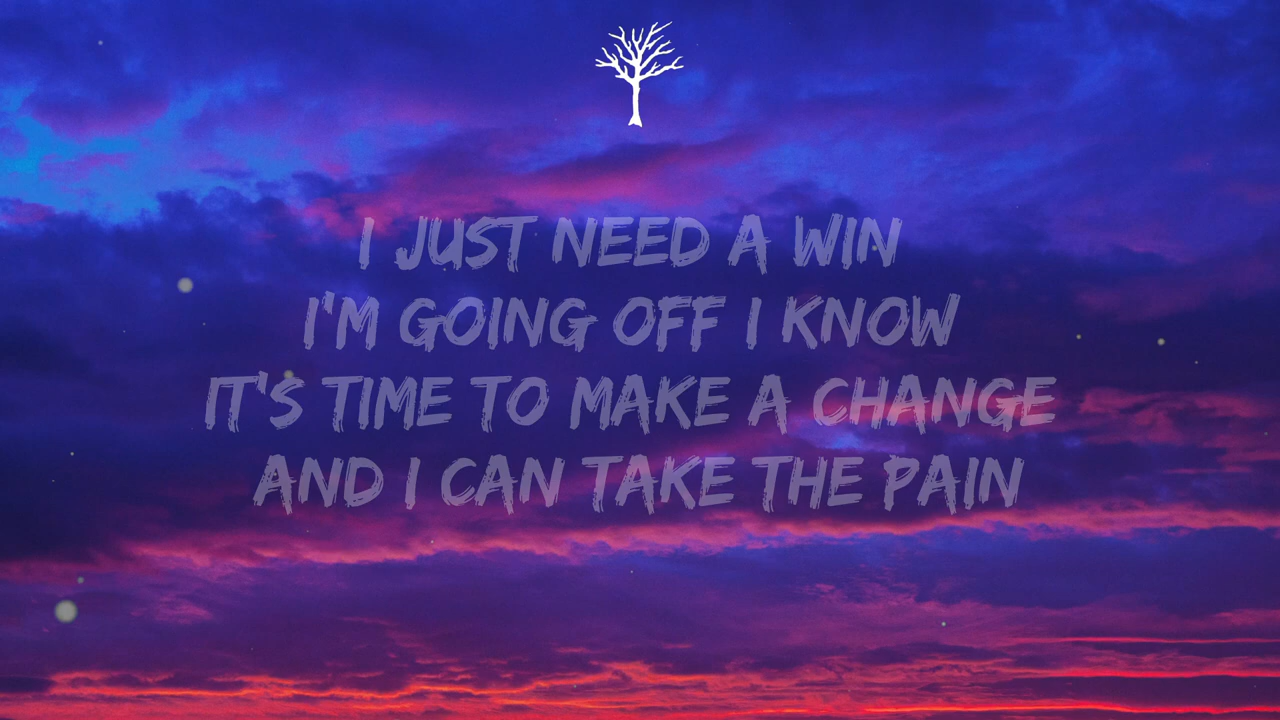 I JUST NEED A WIN
I'M GOING OFF I KNOW
IT'S TIME TO MAKE A CHANGE
AND I CAN TAKE THE PAIN